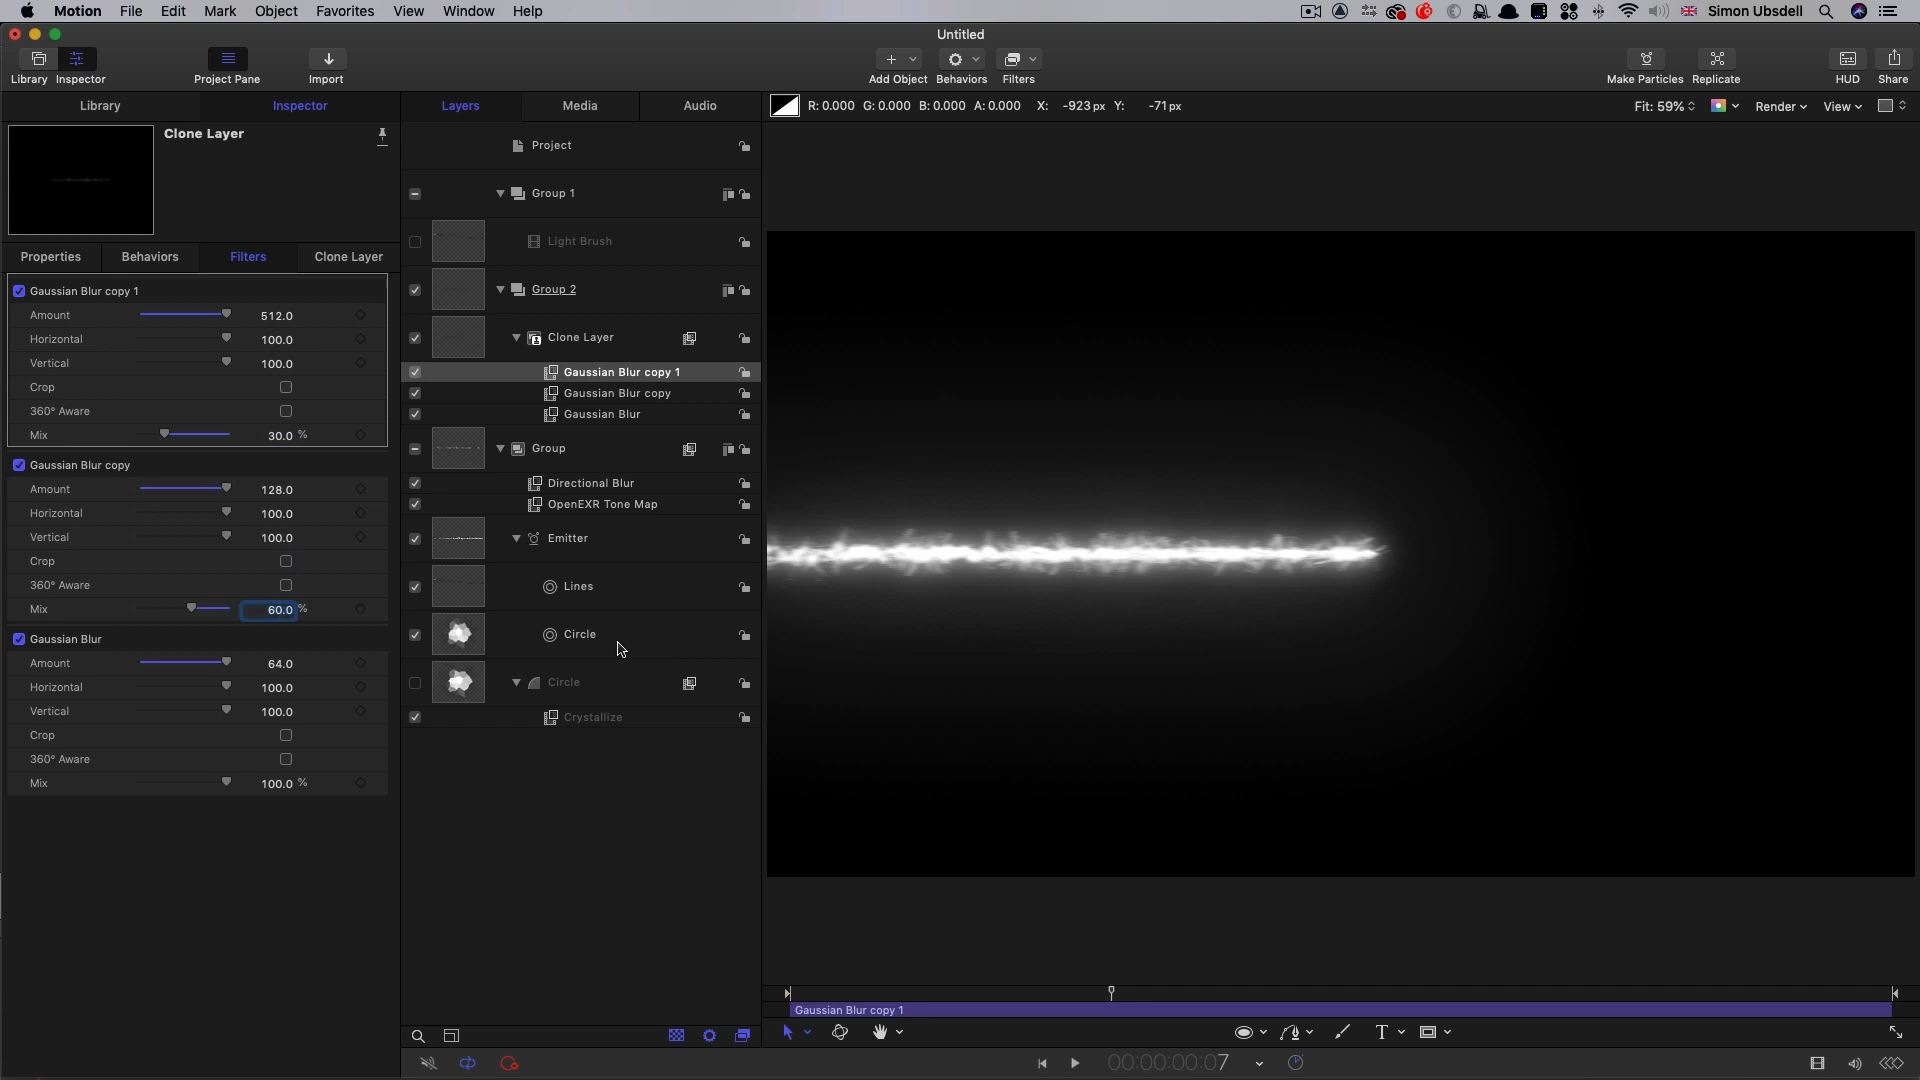 Motion File Edit Mark Object Favorites View Window Help Simon Ubsdell
Untitled
Library Inspector Project Pane Import Add Object Behaviors Filters Make Particles Replicate HUD Share
Library Inspector Layers Media Audio R: 0.000 G: 0.000 B: 0.000 A: 0.000 X: -923 px Y: -71 px Fit: 59% Render View
Clone Layer
Properties Behaviors Filters Clone Layer
Gaussian Blur copy 1
Amount 512.0
Horizontal 100.0
Vertical 100.0
Crop
360° Aware
Mix 30.0 %
Gaussian Blur copy
Amount 128.0
Horizontal 100.0
Vertical 100.0
Crop
360° Aware
Mix 60.0 %
Gaussian Blur
Amount 64.0
Horizontal 100.0
Vertical 100.0
Crop
360° Aware
Mix 100.0 %
Project
Group 1
Light Brush
Group 2
Clone Layer
Gaussian Blur copy 1
Gaussian Blur copy
Gaussian Blur
Group
Directional Blur
OpenEXR Tone Map
Emitter
Lines
Circle
Circle
Crystallize
Gaussian Blur copy 1
T
00:00:00:07